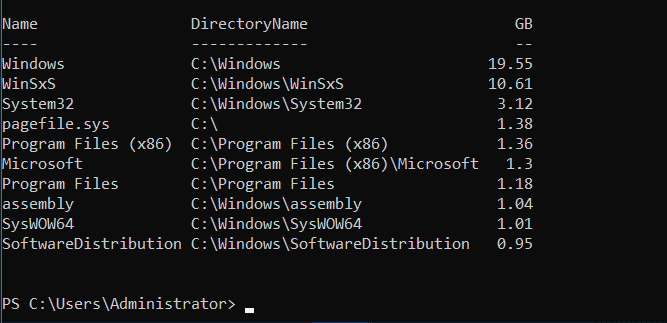 Name DirectoryName GB
---- ------------- --
Windows C:\Windows 19.55
WinSxS C:\Windows\WinSxS 10.61
System32 C:\Windows\System32 3.12
pagefile.sys C:\ 1.38
Program Files (x86) C:\Program Files (x86) 1.36
Microsoft C:\Program Files (x86)\Microsoft 1.3
Program Files C:\Program Files 1.18
assembly C:\Windows\assembly 1.04
SysWOW64 C:\Windows\SysWOW64 1.01
SoftwareDistribution C:\Windows\SoftwareDistribution 0.95
PS C:\Users\Administrator>